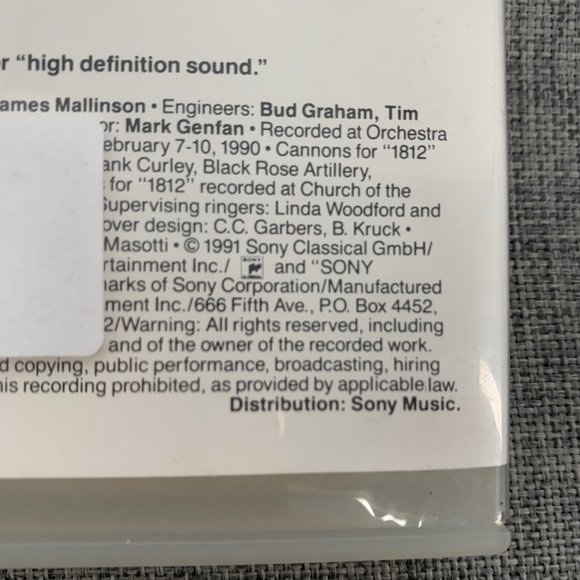 r “high definition sound.”
ames Mallinson • Engineers: Bud Graham, Tim
or: Mark Genfan • Recorded at Orchestra
ebruary 7-10, 1990 • Cannons for “1812”
ank Curley, Black Rose Artillery,
for “1812” recorded at Church of the
Supervising ringers: Linda Woodford and
over design: C.C. Garbers, B. Kruck •
Masotti • © 1991 Sony Classical GmbH/
rtainment Inc./ and “SONY
arks of Sony Corporation/Manufactured
ment Inc./666 Fifth Ave., P.O. Box 4452,
2/Warning: All rights reserved, including
and of the owner of the recorded work.
d copying, public performance, broadcasting, hiring
his recording prohibited, as provided by applicable law.
Distribution: Sony Music.